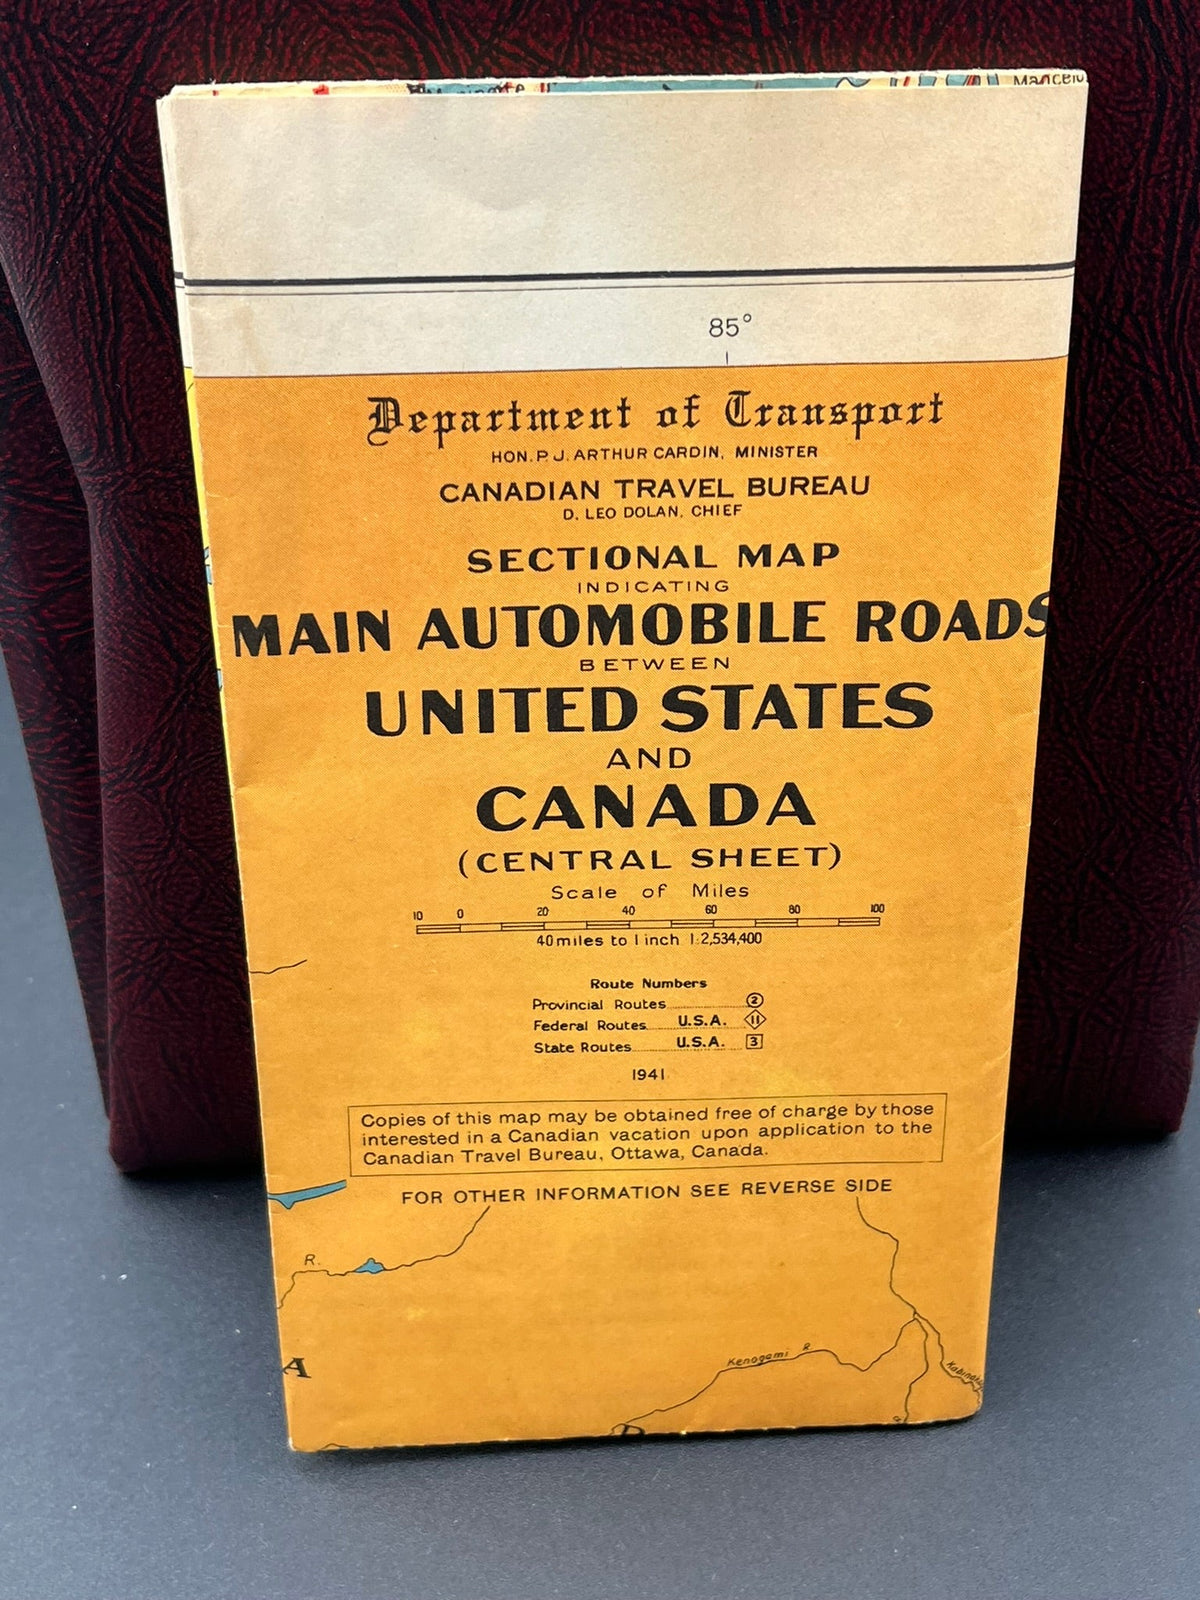 Mancelo
85°
Department of Transport
HON. P. J. ARTHUR CARDIN, MINISTER
CANADIAN TRAVEL BUREAU
D. LEO DOLAN, CHIEF
SECTIONAL MAP
INDICATING
MAIN AUTOMOBILE ROADS
BETWEEN
UNITED STATES
AND
CANADA
(CENTRAL SHEET)
Scale of Miles
10 0 20 40 60 80 100
40 miles to 1 inch 1:2,534,400
Route Numbers
Provincial Routes 2
Federal Routes U.S.A. 11
State Routes U.S.A. 3
1941
Copies of this map may be obtained free of charge by those
interested in a Canadian vacation upon application to the
Canadian Travel Bureau, Ottawa, Canada.
FOR OTHER INFORMATION SEE REVERSE SIDE
R.
A
Kenogami R.